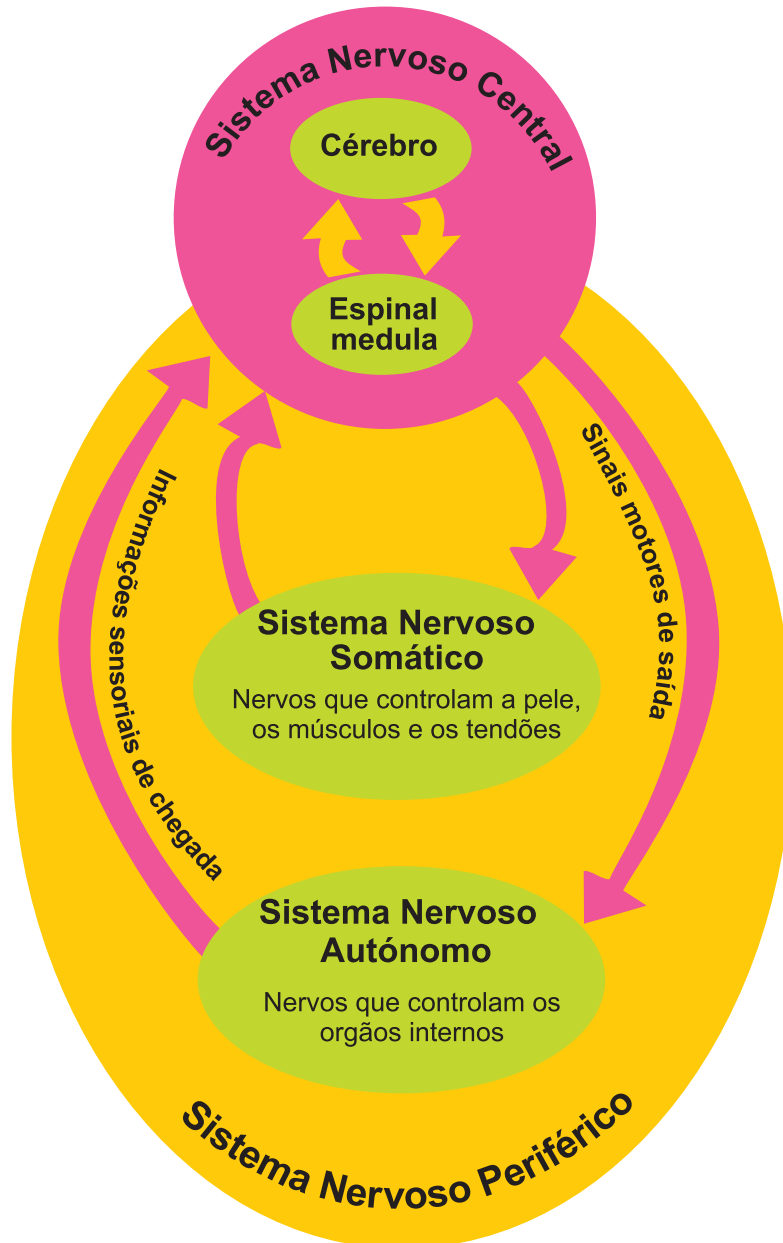 Sistema Nervoso Central
Cérebro
Espinal
medula
Informações sensoriais de chegada
Sinais motores de saída
Sistema Nervoso
Somático
Nervos que controlam a pele,
os músculos e os tendões
Sistema Nervoso
Autónomo
Nervos que controlam os
orgãos internos
Sistema Nervoso Periférico